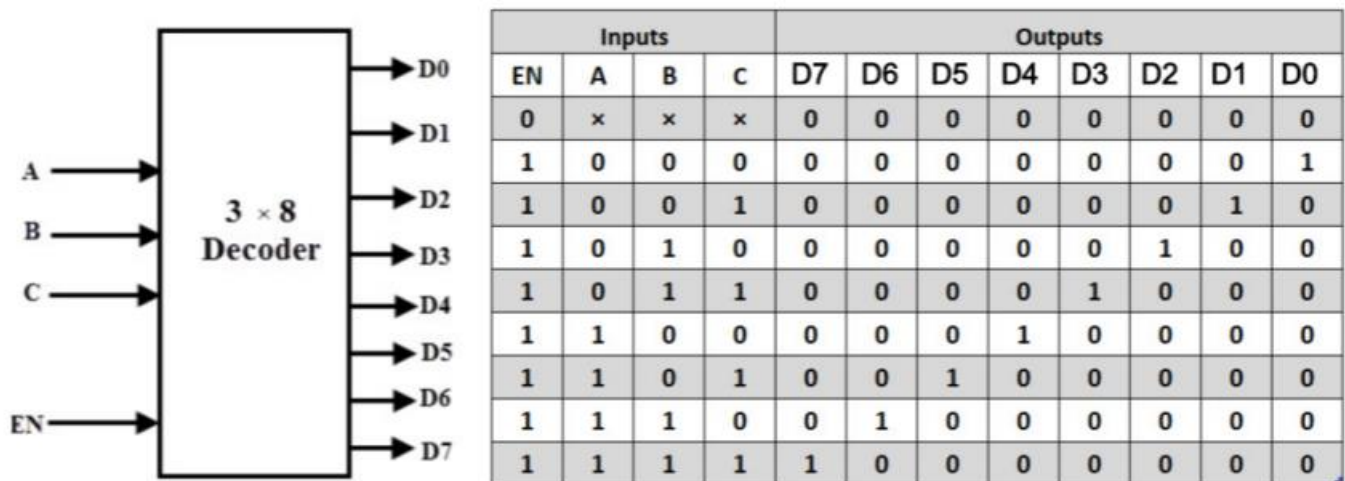 D0
D1
A
D2
3 × 8
B
Decoder
D3
C
D4
D5
D6
EN
D7
Inputs Outputs
EN A B C D7 D6 D5 D4 D3 D2 D1 D0
0 × × × 0 0 0 0 0 0 0 0
1 0 0 0 0 0 0 0 0 0 0 1
1 0 0 1 0 0 0 0 0 0 1 0
1 0 1 0 0 0 0 0 0 1 0 0
1 0 1 1 0 0 0 0 1 0 0 0
1 1 0 0 0 0 0 1 0 0 0 0
1 1 0 1 0 0 1 0 0 0 0 0
1 1 1 0 0 1 0 0 0 0 0 0
1 1 1 1 1 0 0 0 0 0 0 0